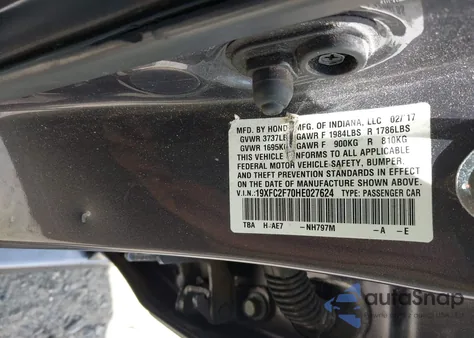 MFD. BY HOND MFG. OF INDIANA, LLC 02/17
GVWR 3737LB GAWR F 1984LBS R 1786LBS
GVWR 1695KG GAWR F 900KG R 810KG
THIS VEHICLE CONFORMS TO ALL APPLICABLE
FEDERAL MOTOR VEHICLE SAFETY, BUMPER,
AND THEFT PREVENTION STANDARDS IN EFFECT
ON THE DATE OF MANUFACTURE SHOWN ABOVE.
V.I.N.: 19XFC2F70HE027624 TYPE: PASSENGER CAR
TBA H-AE7 -NH797M -A -E
autoSnap